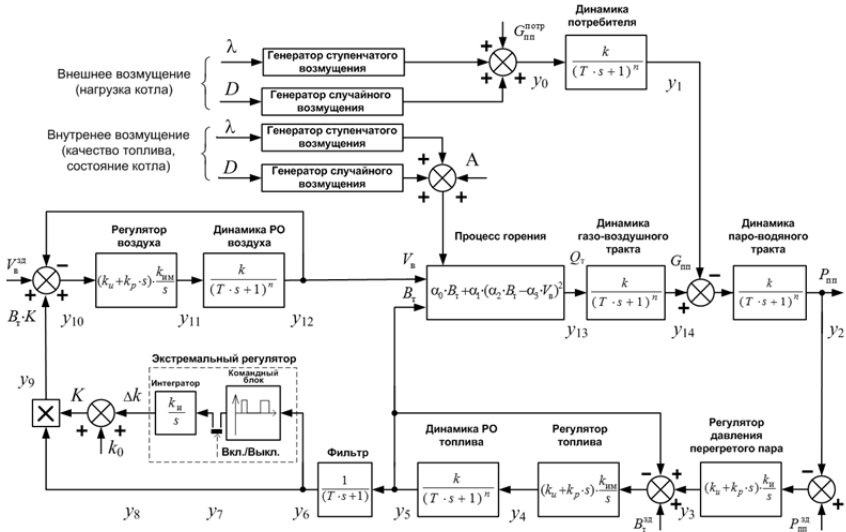 Динамика
потребителя
G_пп^потр
k
(T · s + 1)^n
Внешнее возмущение
(нагрузка котла)
λ
Генератор ступенчатого
возмущения
D
Генератор случайного
возмущения
y_0
y_1
Внутренее возмущение
(качество топлива,
состояние котла)
λ
Генератор ступенчатого
возмущения
D
Генератор случайного
возмущения
A
Регулятор
воздуха
Динамика РО
воздуха
Процесс горения
Динамика
газо-воздушного
тракта
Динамика
паро-водяного
тракта
V_в^зд
(k_и + k_p · s) · k_им/s
k
(T · s + 1)^n
V_в
B_т
α_0 · B_т + α_1 · (α_2 · B_т − α_3 · V_в)^2
Q_т
k
(T · s + 1)^n
G_пп
k
(T · s + 1)^n
P_пп
B_т · K
y_10
y_11
y_12
y_13
y_14
y_2
Экстремальный регулятор
y_9
K
Δk
Интегратор
k_и
s
Командный
блок
Вкл./Выкл.
k_0
Фильтр
1
(T · s + 1)
Динамика РО
топлива
k
(T · s + 1)^n
Регулятор
топлива
(k_и + k_p · s) · k_им/s
Регулятор
давления
перегретого пара
(k_и + k_p · s) · k_и/s
y_8
y_7
y_6
y_5
y_4
B_т^зд
y_3
P_пп^зд